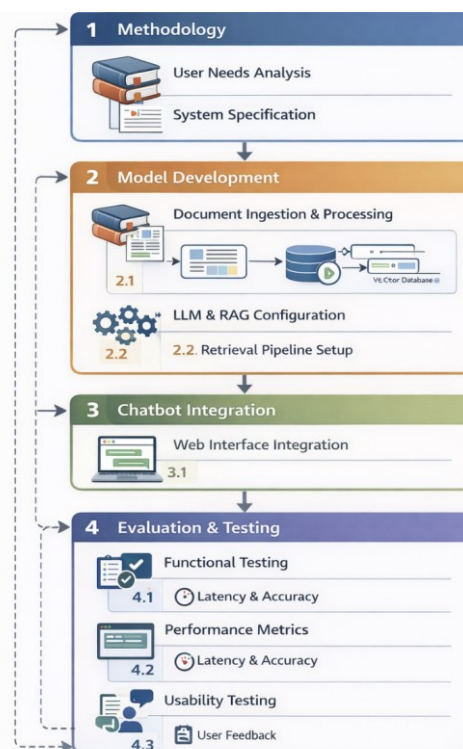 1 Methodology
User Needs Analysis
System Specification
2 Model Development
Document Ingestion & Processing
2.1
Vector Database
LLM & RAG Configuration
2.2
2.2. Retrieval Pipeline Setup
3 Chatbot Integration
Web Interface Integration
3.1
4 Evaluation & Testing
Functional Testing
4.1 Latency & Accuracy
Performance Metrics
4.2 Latency & Accuracy
Usability Testing
4.3 User Feedback